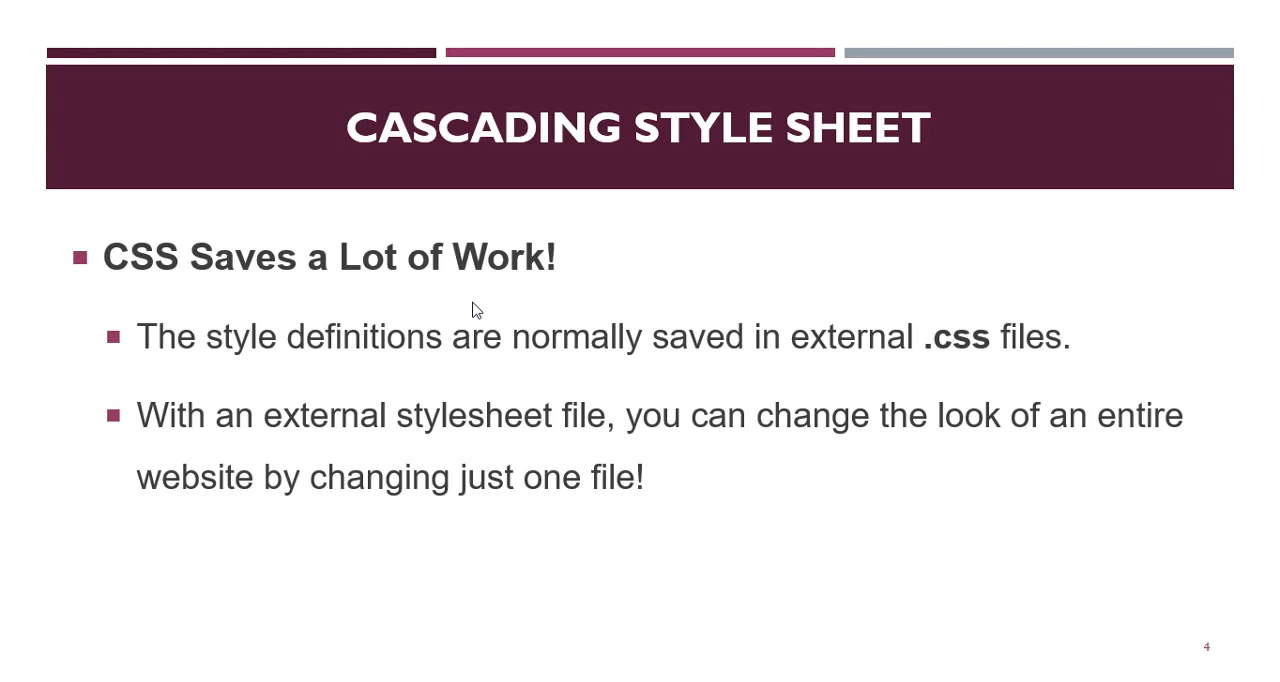 CASCADING STYLE SHEET
CSS Saves a Lot of Work!
The style definitions are normally saved in external .css files.
With an external stylesheet file, you can change the look of an entire
website by changing just one file!
4